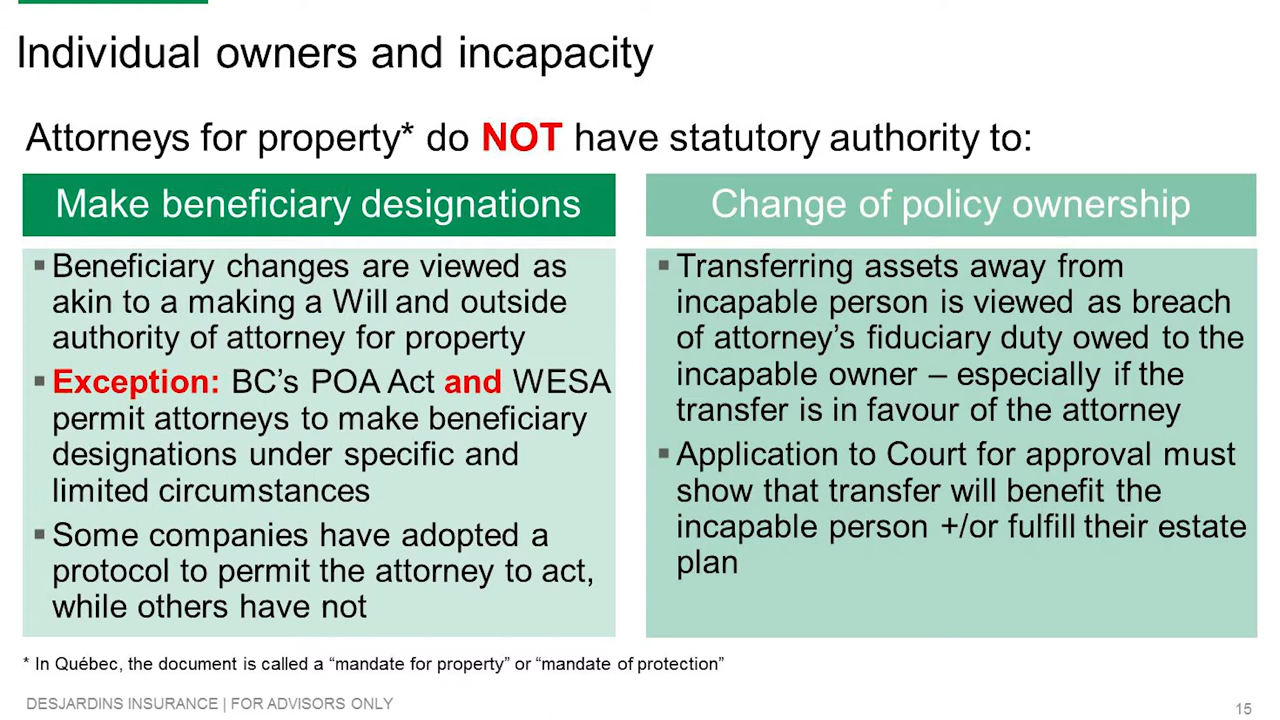 Individual owners and incapacity
Attorneys for property* do NOT have statutory authority to:
Make beneficiary designations
▪ Beneficiary changes are viewed as
akin to a making a Will and outside
authority of attorney for property
▪ Exception: BC’s POA Act and WESA
permit attorneys to make beneficiary
designations under specific and
limited circumstances
▪ Some companies have adopted a
protocol to permit the attorney to act,
while others have not
Change of policy ownership
▪ Transferring assets away from
incapable person is viewed as breach
of attorney’s fiduciary duty owed to the
incapable owner – especially if the
transfer is in favour of the attorney
▪ Application to Court for approval must
show that transfer will benefit the
incapable person +/or fulfill their estate
plan
* In Québec, the document is called a “mandate for property” or “mandate of protection”
DESJARDINS INSURANCE | FOR ADVISORS ONLY
15